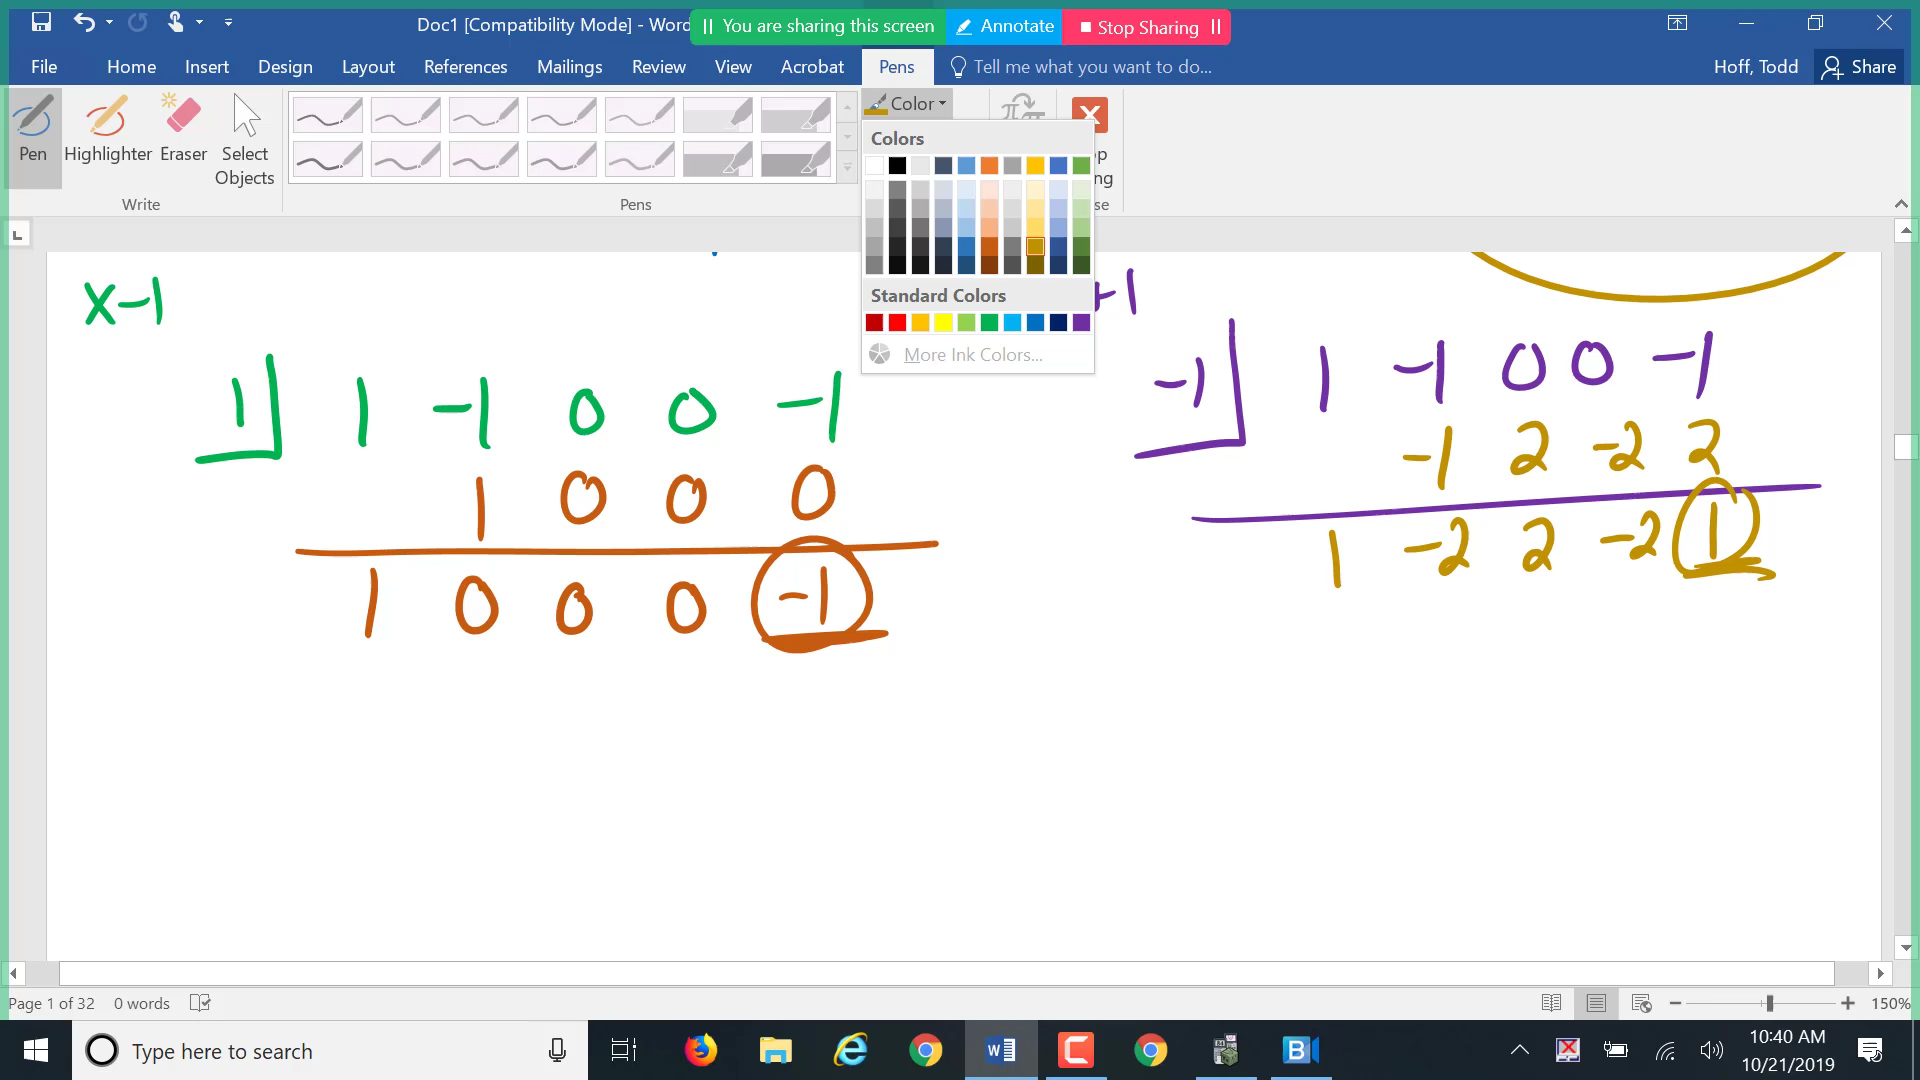 Doc1 [Compatibility Mode] - Word
You are sharing this screen
Annotate
Stop Sharing
File Home Insert Design Layout References Mailings Review View Acrobat Pens Tell me what you want to do... Hoff, Todd Share
Pen Highlighter Eraser Select Objects
Write
Pens
Color
Colors
Standard Colors
More Ink Colors...
x-1
1 1 -1 0 0 -1
1 0 0 0
1 0 0 0 -1
-1
-1 1 -1 0 0 -1
-1 2 -2 2
1 -2 2 -2 1
Page 1 of 32 0 words 150%
Type here to search
10:40 AM
10/21/2019